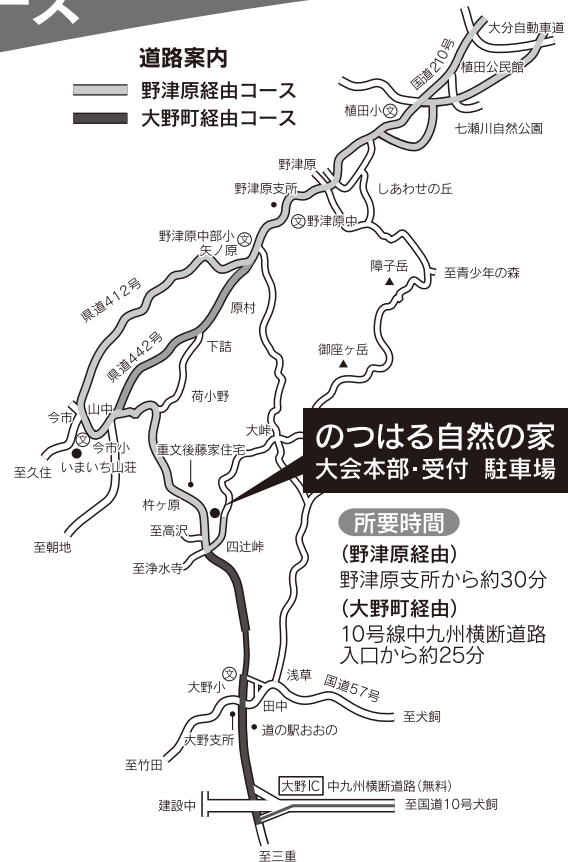 ース
道路案内
野津原経由コース
大野町経由コース
大分自動車道
国道210号
植田公民館
植田小
文
七瀬川自然公園
野津原
野津原支所
しあわせの丘
文
野津原中
野津原中部小
文
矢ノ原
障子岳
至青少年の森
県道412号
原村
県道442号
下詰
御座ヶ岳
荷小野
今市
山中
文
今市小
いまいち山荘
至久住
大峠
重文後藤家住宅
のつはる自然の家
大会本部・受付 駐車場
杵ヶ原
至高沢
至朝地
四辻峠
至浄水寺
所要時間
(野津原経由)
野津原支所から約30分
(大野町経由)
10号線中九州横断道路
入口から約25分
文
大野小
浅草
国道57号
田中
至犬飼
大野支所
道の駅おおの
至竹田
大野IC 中九州横断道路(無料)
建設中
至国道10号犬飼
至三重